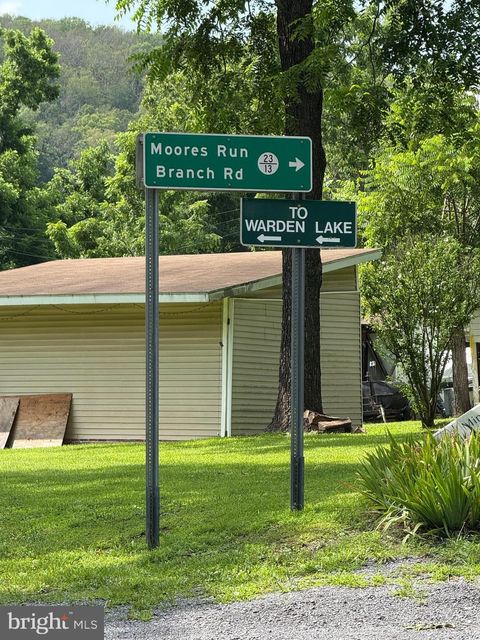 Moores Run
Branch Rd
23
13
TO
WARDEN LAKE
bright MLS